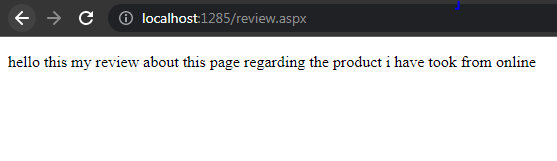 localhost:1285/review.aspx
hello this my review about this page regarding the product i have took from online